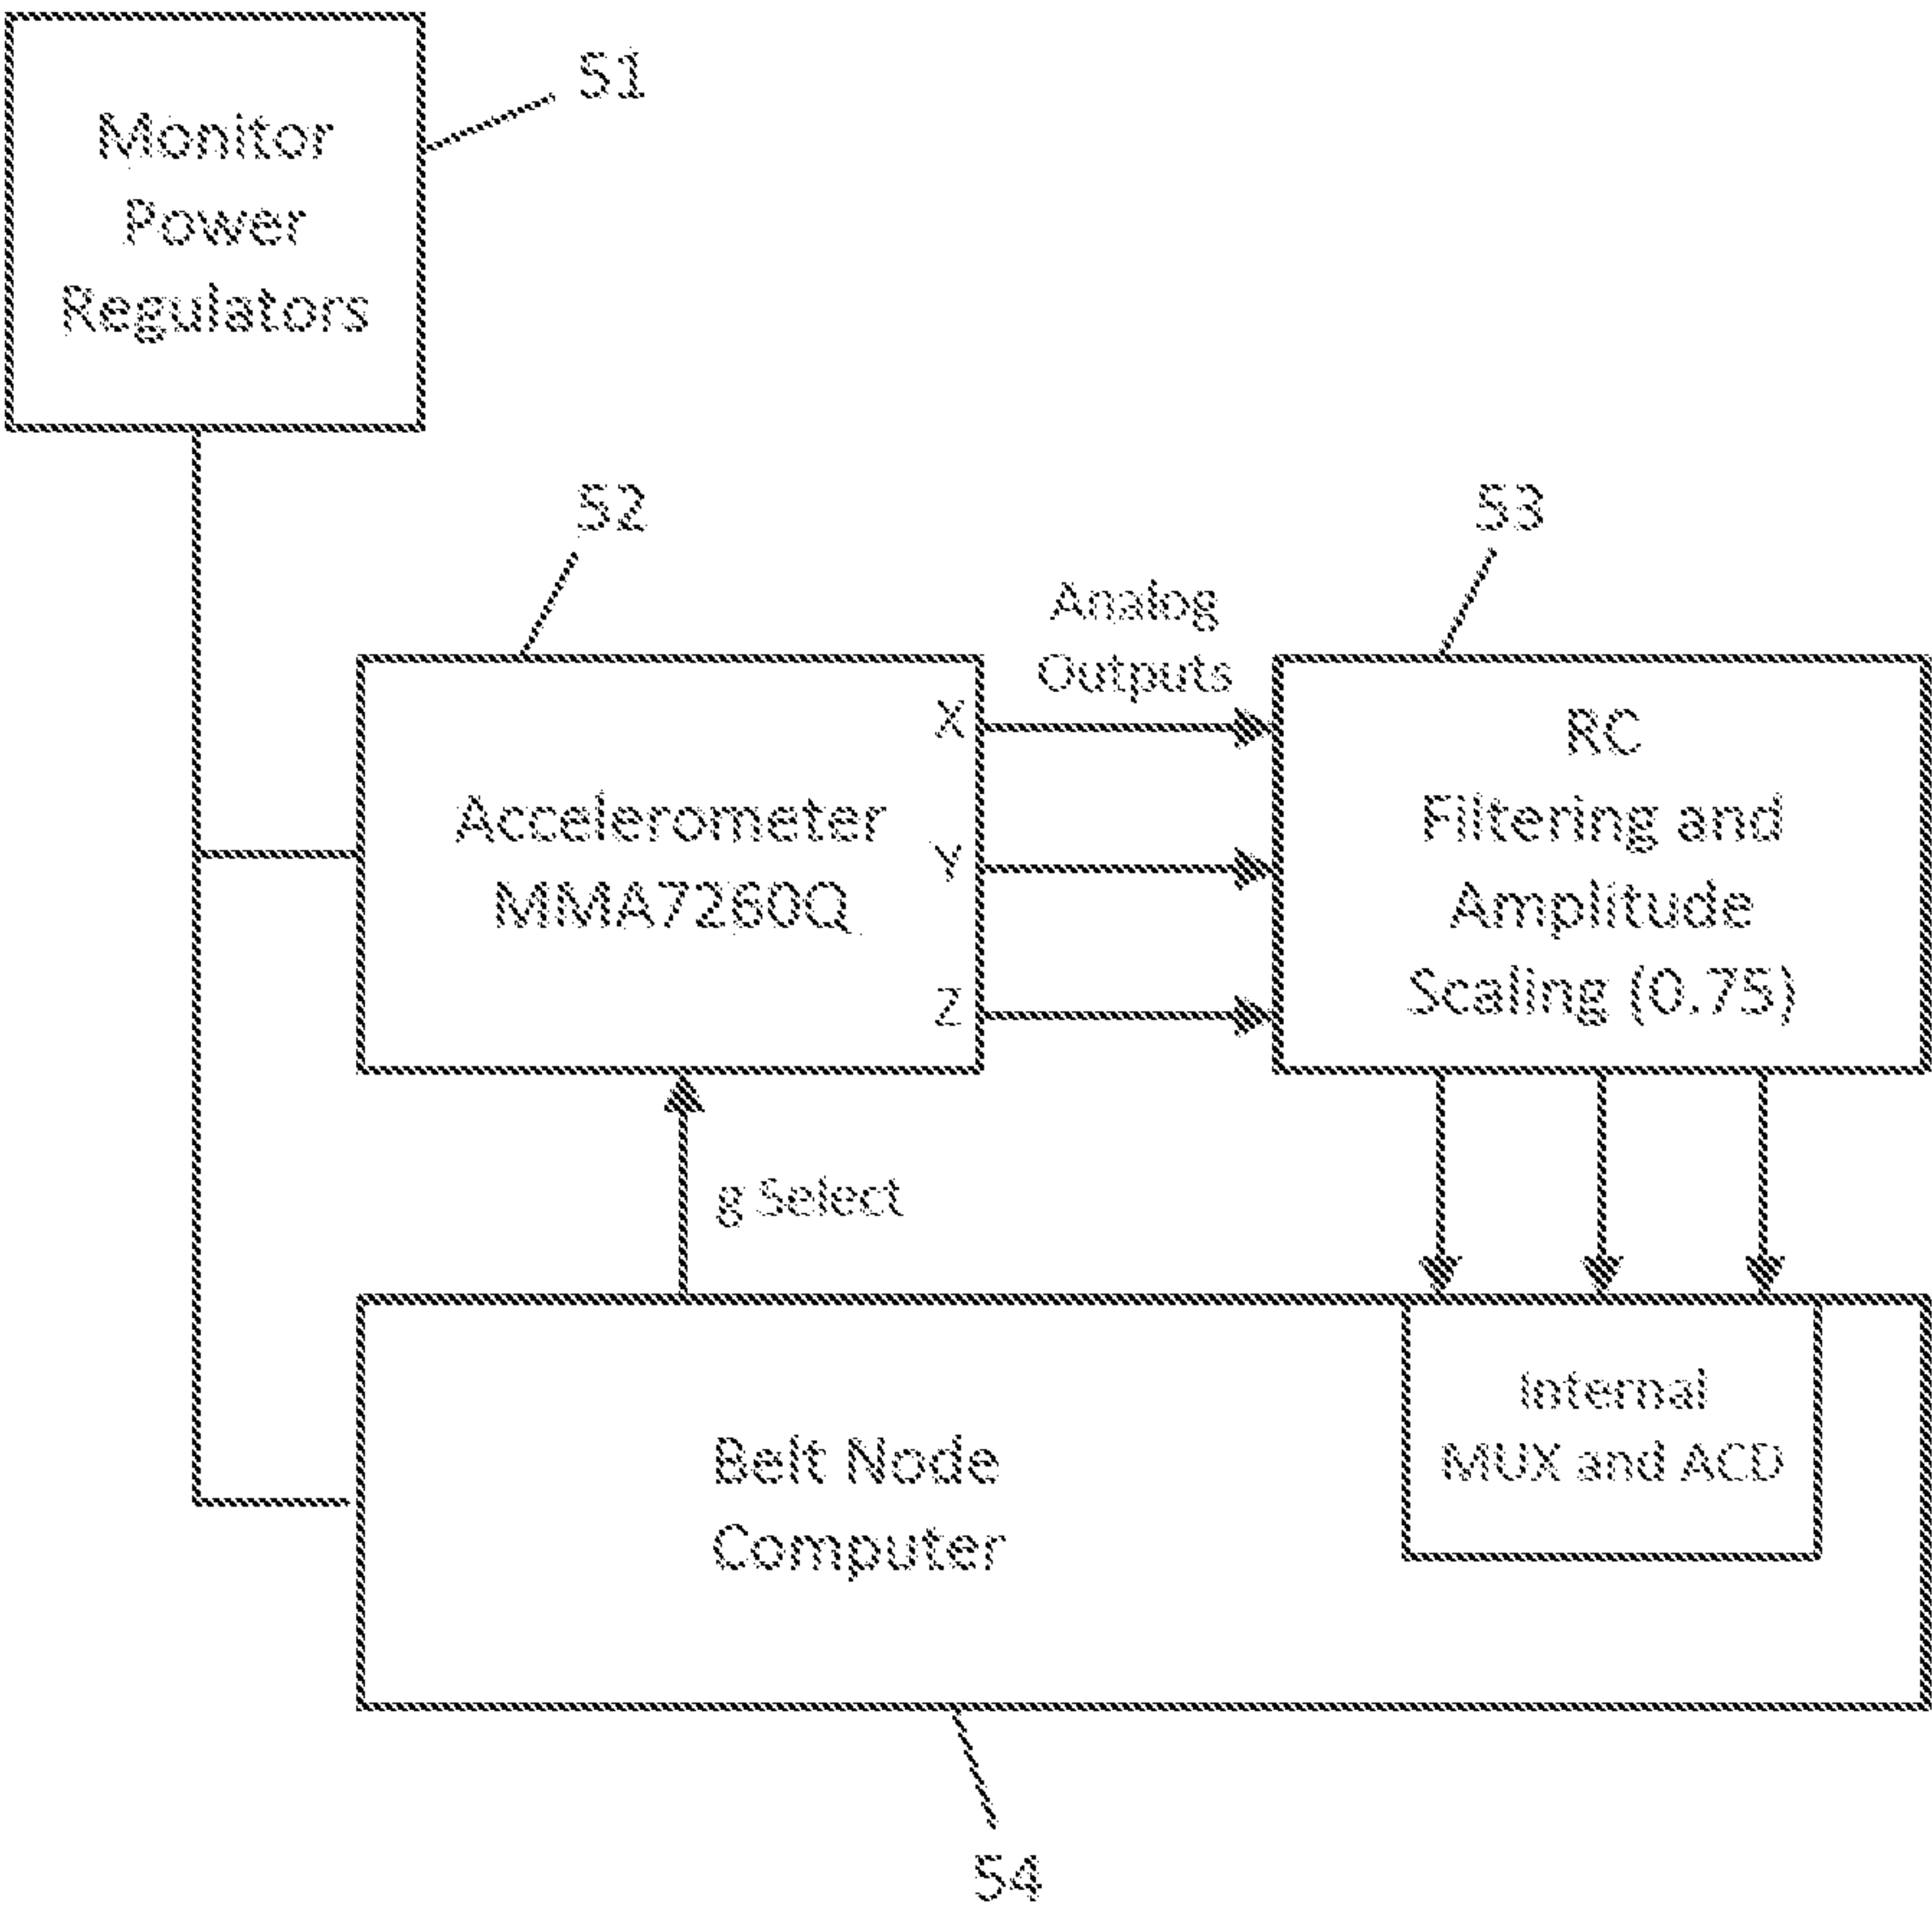 51
Monitor
Power
Regulators
52
53
Analog
Outputs
X
Y
Z
Accelerometer
MMA7260Q
RC
Filtering and
Amplitude
Scaling (0.75)
g Select
Internal
MUX and ACD
Belt Node
Computer
54